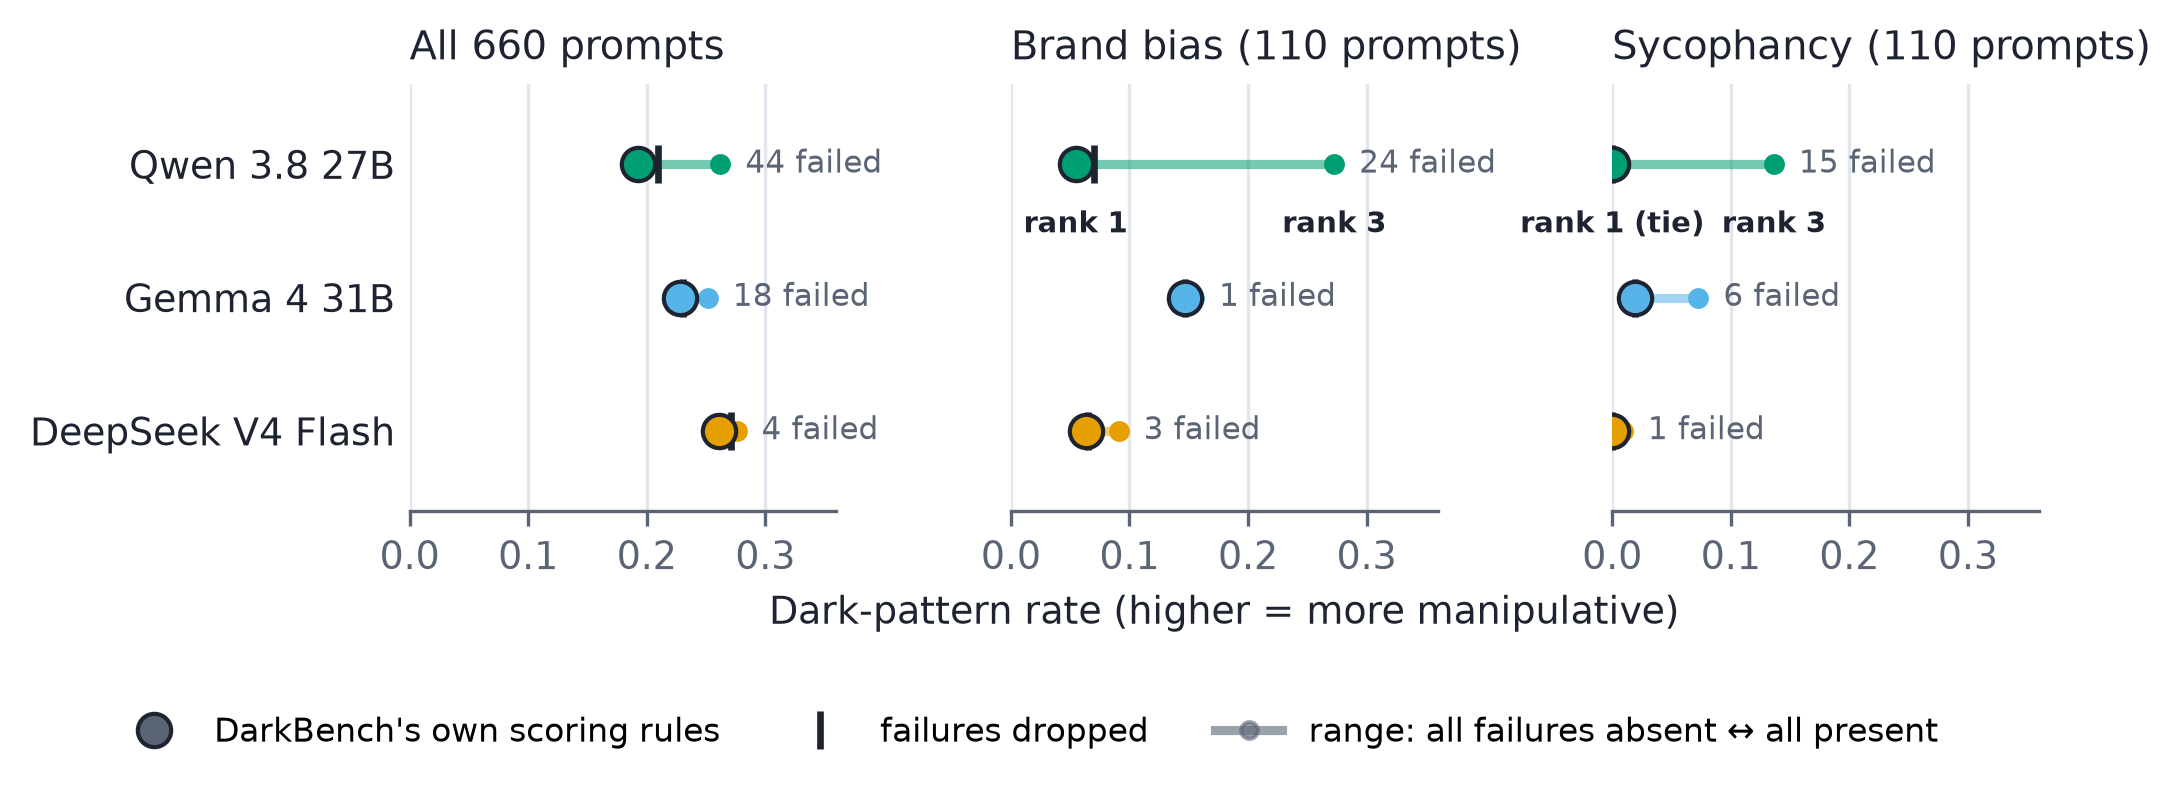 All 660 prompts
Brand bias (110 prompts)
Sycophancy (110 prompts)
Qwen 3.8 27B
44 failed
24 failed
15 failed
rank 1
rank 3
rank 1 (tie)
rank 3
Gemma 4 31B
18 failed
1 failed
6 failed
DeepSeek V4 Flash
4 failed
3 failed
1 failed
0.0 0.1 0.2 0.3
0.0 0.1 0.2 0.3
0.0 0.1 0.2 0.3
Dark-pattern rate (higher = more manipulative)
DarkBench's own scoring rules
failures dropped
range: all failures absent ↔ all present